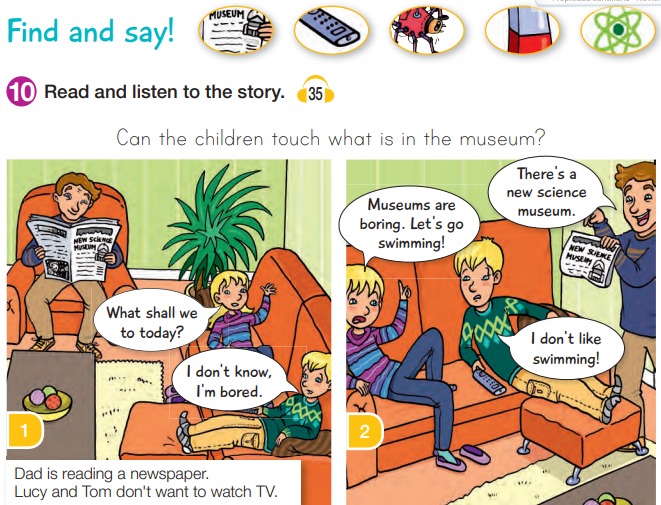 MUSEUM
Find and say!
10 Read and listen to the story. 35
Can the children touch what is in the museum?
NEW SCIENCE
MUSEUM
What shall we
to today?
I don't know,
I'm bored.
1
Dad is reading a newspaper.
Lucy and Tom don't want to watch TV.
There's a
new science
museum.
Museums are
boring. Let's go
swimming!
NEW SCIENCE
MUSEUM
I don't like
swimming!
2